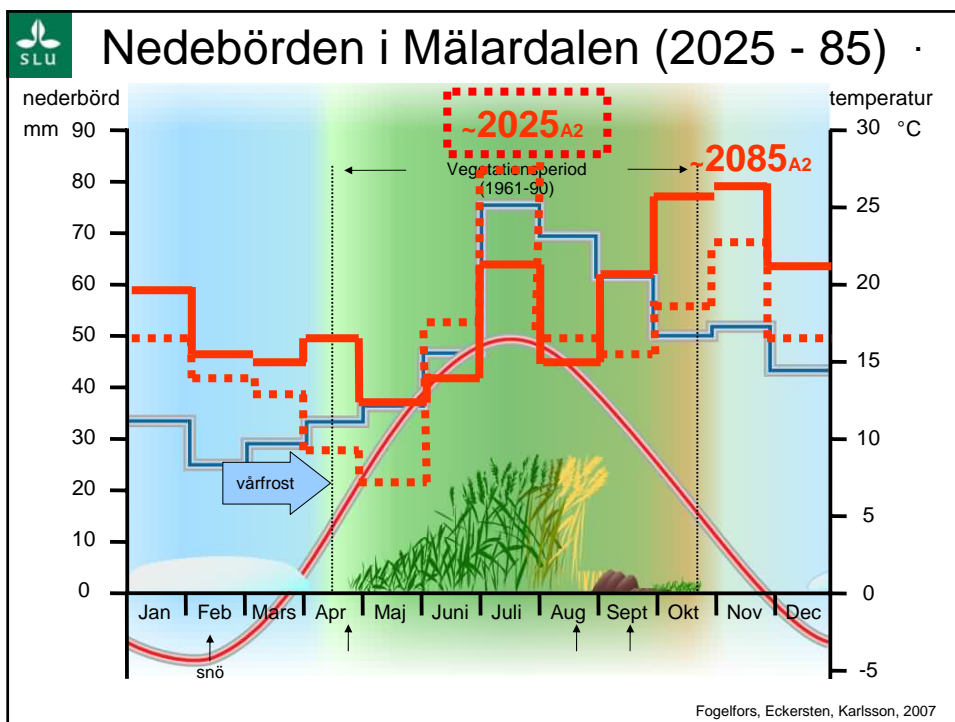 SLU
Nedebörden i Mälardalen (2025 - 85) ·
nederbörd
temperatur
mm 90
30 °C
~2025A2
~2085A2
Vegetationsperiod
(1961-90)
80
25
70
60
20
50
15
40
30
10
vårfrost
20
5
10
0
0
Jan Feb Mars Apr Maj Juni Juli Aug Sept Okt Nov Dec
snö
-5
Fogelfors, Eckersten, Karlsson, 2007